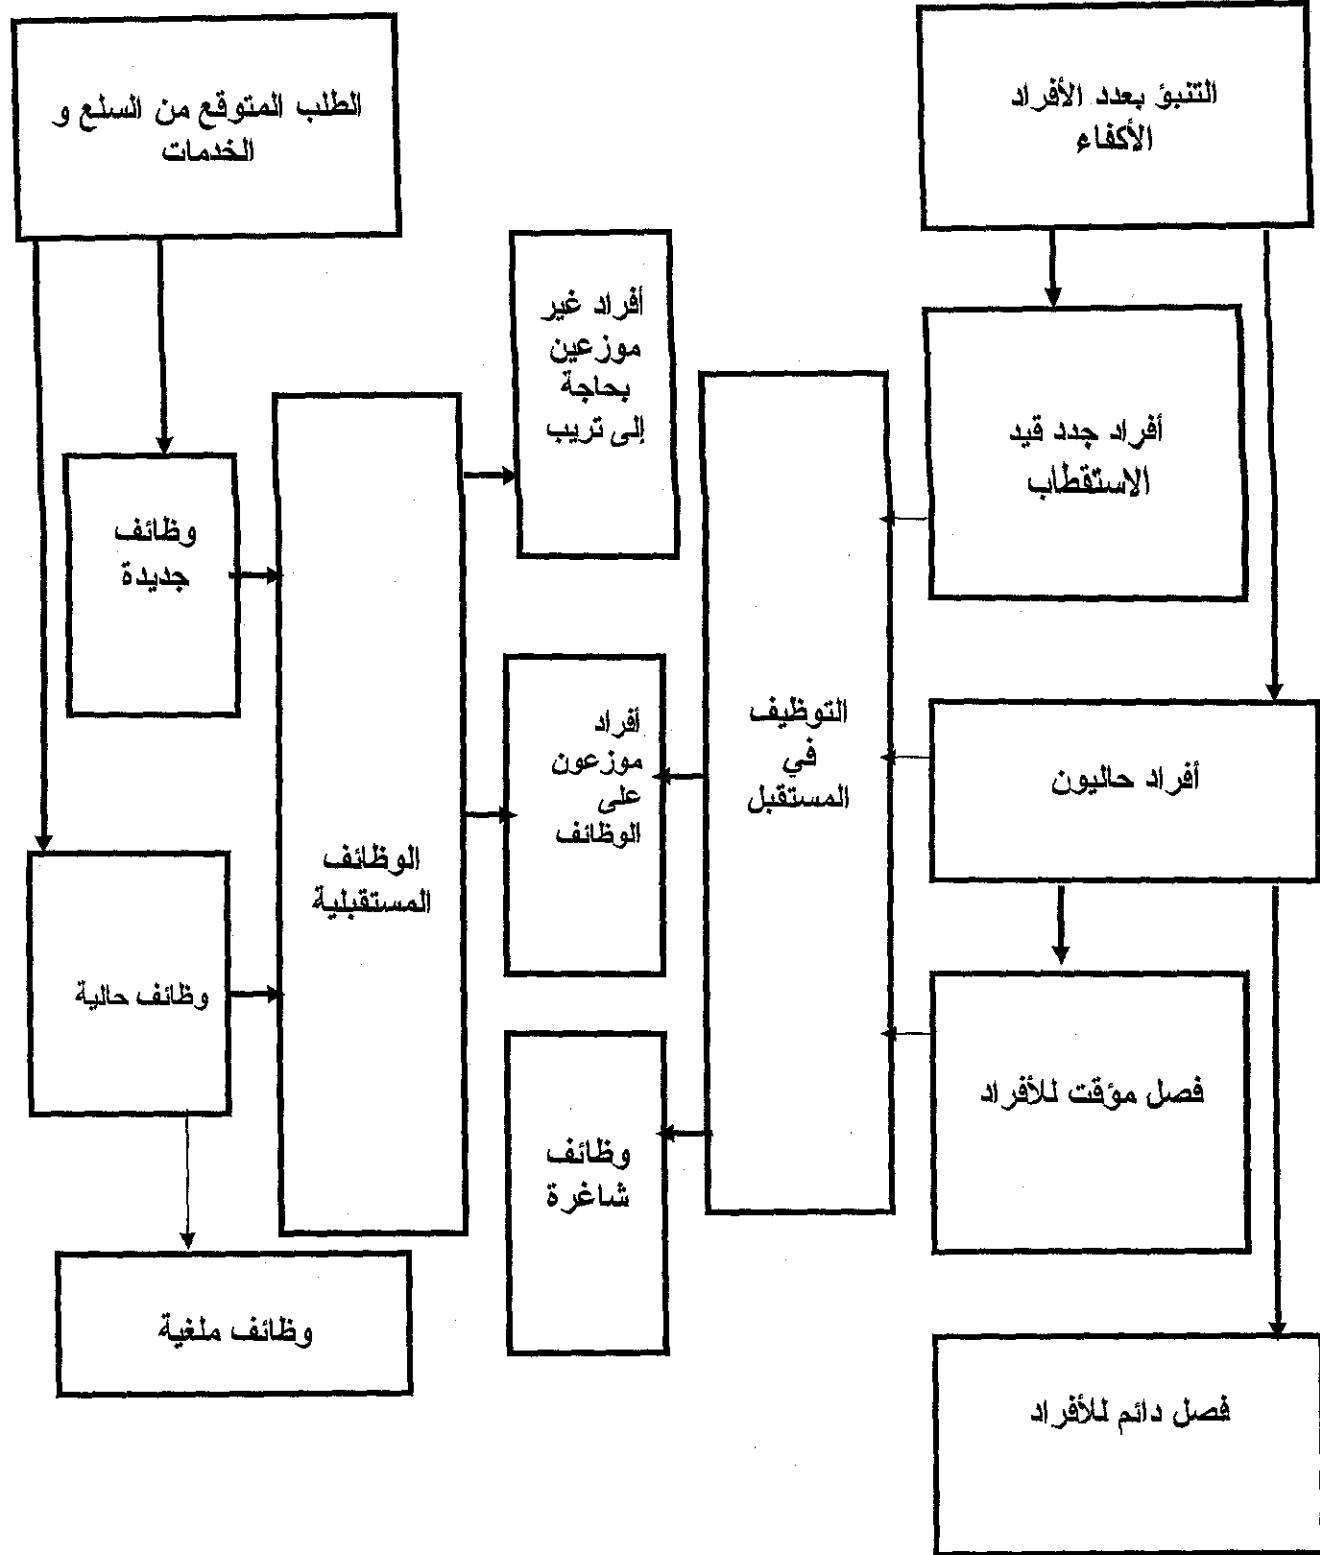 التنبؤ بعدد الأفراد
الأكفاء
الطلب المتوقع من السلع و
الخدمات
أفراد غير
موزعين
بحاجة
إلى تريب
أفراد جدد قيد
الاستقطاب
وظائف
جديدة
التوظيف
في
المستقبل
أفراد
موزعون
على
الوظائف
أفراد حاليون
الوظائف
المستقبلية
وظائف حالية
فصل مؤقت للأفراد
وظائف
شاغرة
وظائف ملغية
فصل دائم للأفراد